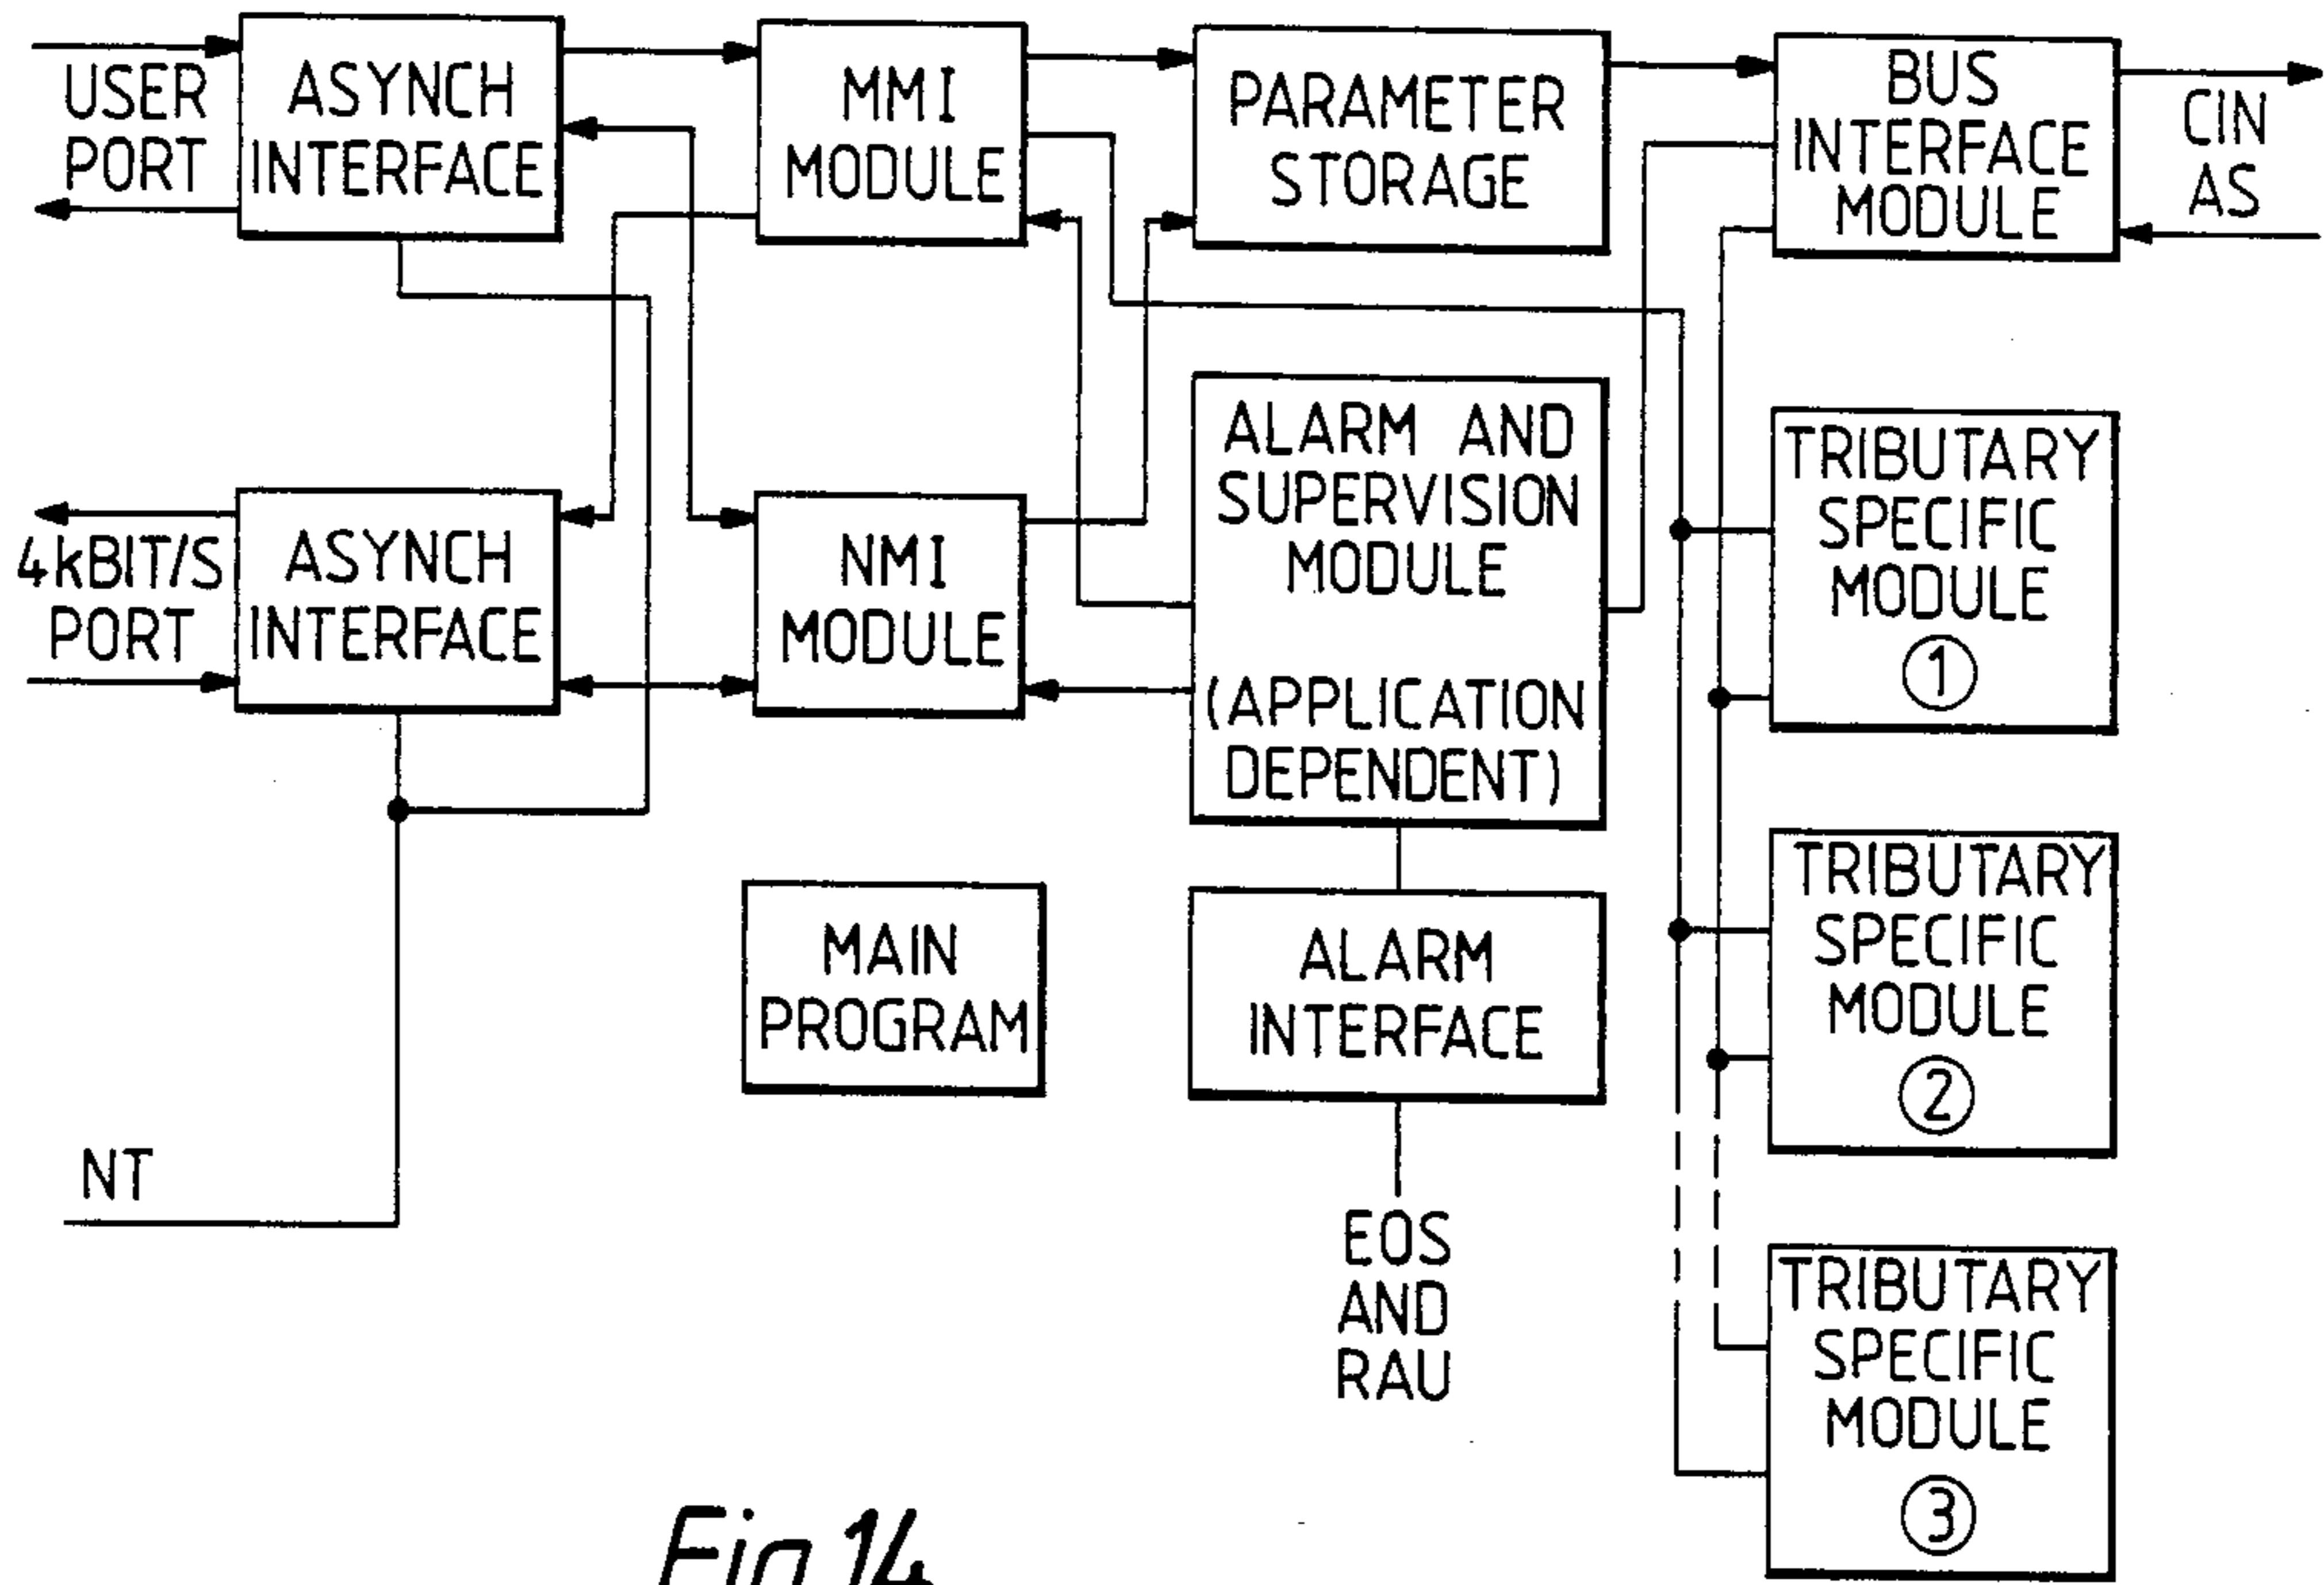 USER
PORT
ASYNCH
INTERFACE
MMI
MODULE
PARAMETER
STORAGE
BUS
INTERFACE
MODULE
CIN
AS
4kBIT/S
PORT
ASYNCH
INTERFACE
NMI
MODULE
ALARM AND
SUPERVISION
MODULE
(APPLICATION
DEPENDENT)
TRIBUTARY
SPECIFIC
MODULE
1
MAIN
PROGRAM
ALARM
INTERFACE
TRIBUTARY
SPECIFIC
MODULE
2
NT
EOS
AND
RAU
TRIBUTARY
SPECIFIC
MODULE
3
Fig.14